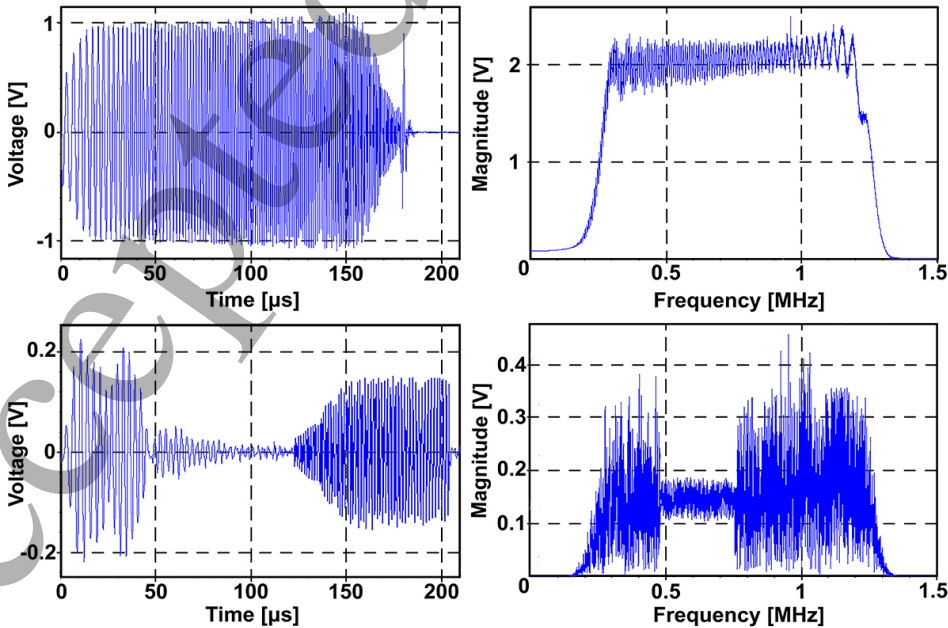 1
0
-1
Voltage [V]
0 50 100 150 200
Time [µs]
2
1
0
Magnitude [V]
0.5 1 1.5
Frequency [MHz]
0.2
0
-0.2
Voltage [V]
0 50 100 150 200
Time [µs]
0.4
0.3
0.2
0.1
0
Magnitude [V]
0.5 1 1.5
Frequency [MHz]
ccepted